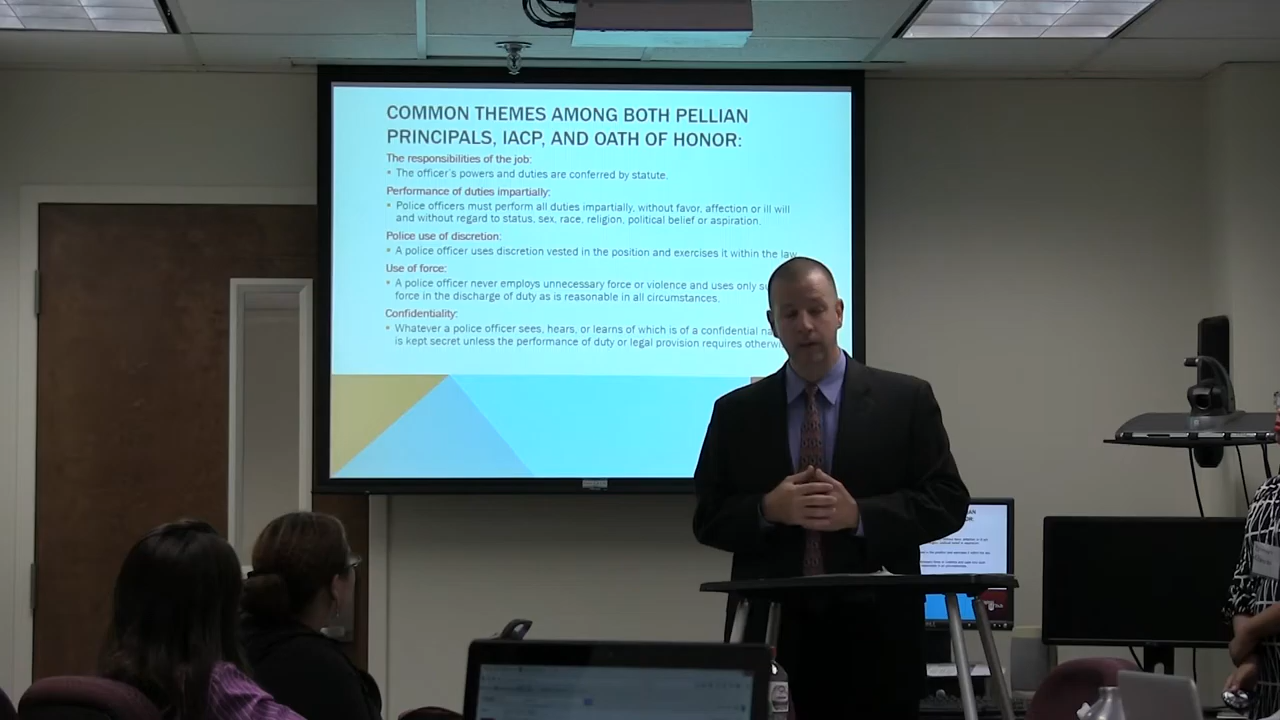 COMMON THEMES AMONG BOTH PELLIAN
PRINCIPALS, IACP, AND OATH OF HONOR:
The responsibilities of the job:
• The officer's powers and duties are conferred by statute.
Performance of duties impartially:
• Police officers must perform all duties impartially, without favor, affection or ill will
and without regard to status, sex, race, religion, political belief or aspiration.
Police use of discretion:
• A police officer uses discretion vested in the position and exercises it within the law
Use of force:
• A police officer never employs unnecessary force or violence and uses only
force in the discharge of duty as is reasonable in all circumstances.
Confidentiality:
• Whatever a police officer sees, hears, or learns of which is of a confidential
is kept secret unless the performance of duty or legal provision requires